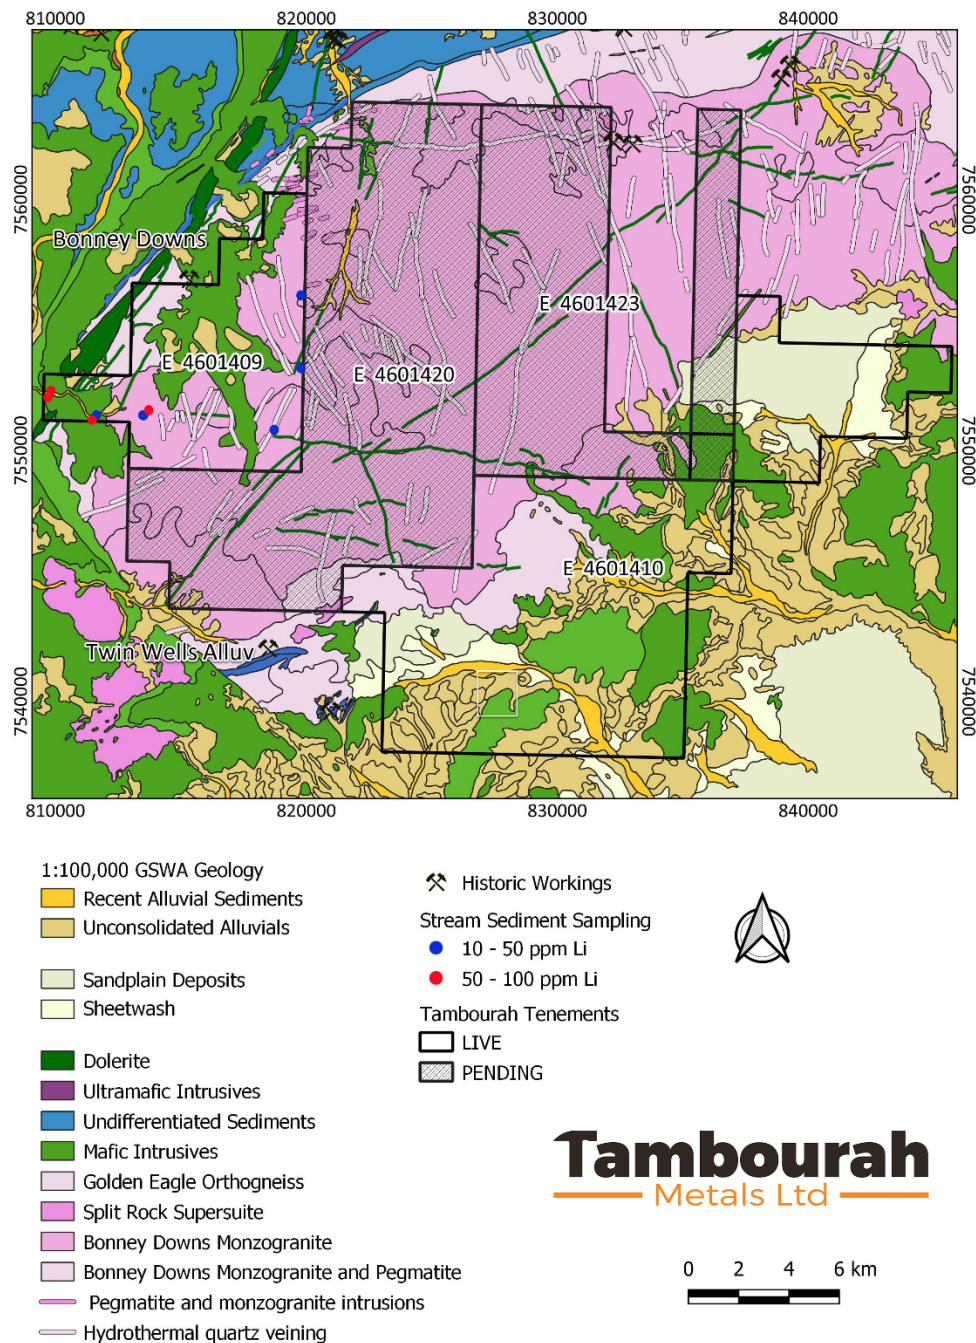 810000 820000 830000 840000
7560000
7560000
Bonney Downs
E 4601423
E 4601409
E 4601420
7550000
7550000
E 4601410
Twin Wells Alluv
7540000
7540000
810000 820000 830000 840000
1:100,000 GSWA Geology
Recent Alluvial Sediments
Unconsolidated Alluvials
Sandplain Deposits
Sheetwash
Dolerite
Ultramafic Intrusives
Undifferentiated Sediments
Mafic Intrusives
Golden Eagle Orthogneiss
Split Rock Supersuite
Bonney Downs Monzogranite
Bonney Downs Monzogranite and Pegmatite
Pegmatite and monzogranite intrusions
Hydrothermal quartz veining
Historic Workings
Stream Sediment Sampling
10 - 50 ppm Li
50 - 100 ppm Li
Tambourah Tenements
LIVE
PENDING
Tambourah
Metals Ltd
0 2 4 6 km